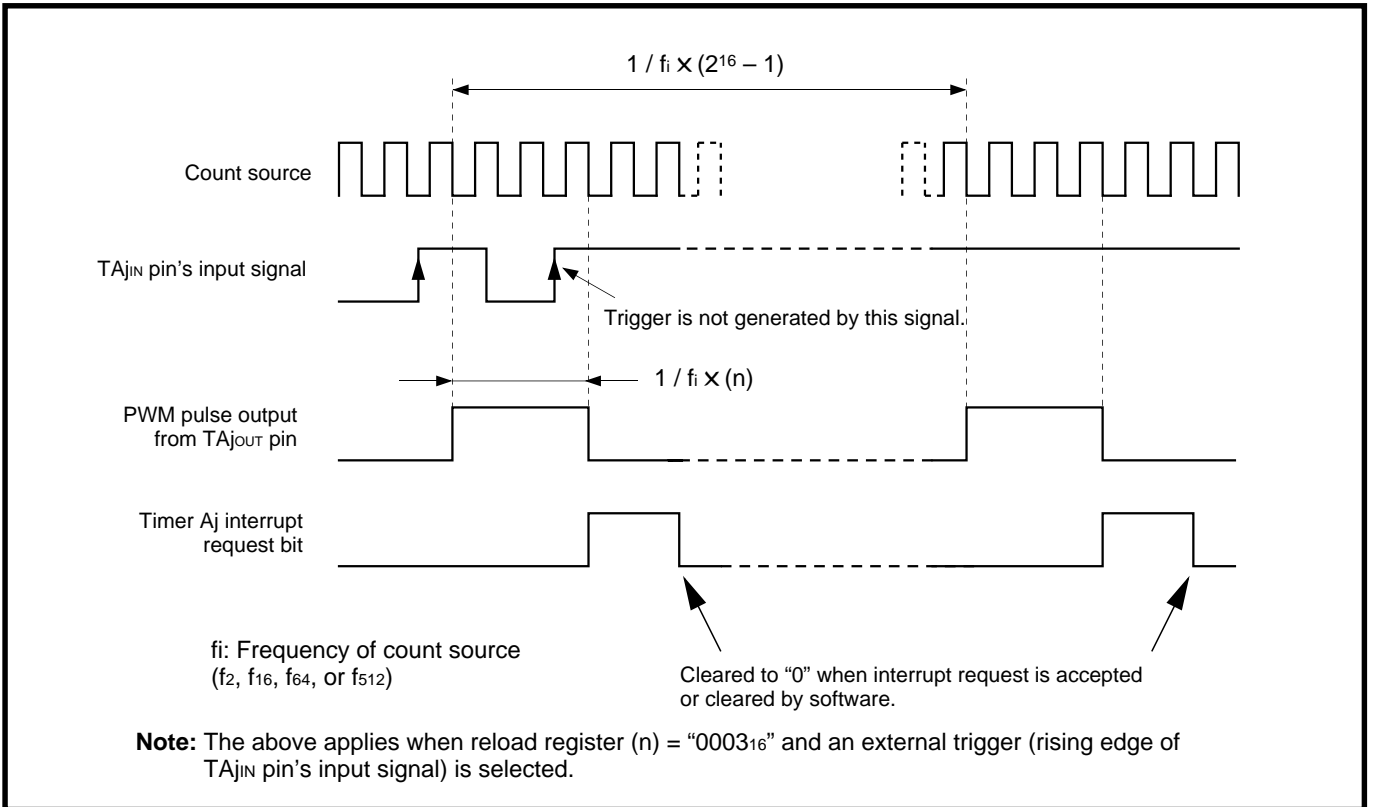 1 / fi × (2¹⁶ – 1)
Count source
TAjIN pin's input signal
Trigger is not generated by this signal.
1 / fi × (n)
PWM pulse output
from TAjOUT pin
Timer Aj interrupt
request bit
fi: Frequency of count source
(f2, f16, f64, or f512)
Cleared to “0” when interrupt request is accepted
or cleared by software.
Note: The above applies when reload register (n) = “000316” and an external trigger (rising edge of
TAjIN pin's input signal) is selected.